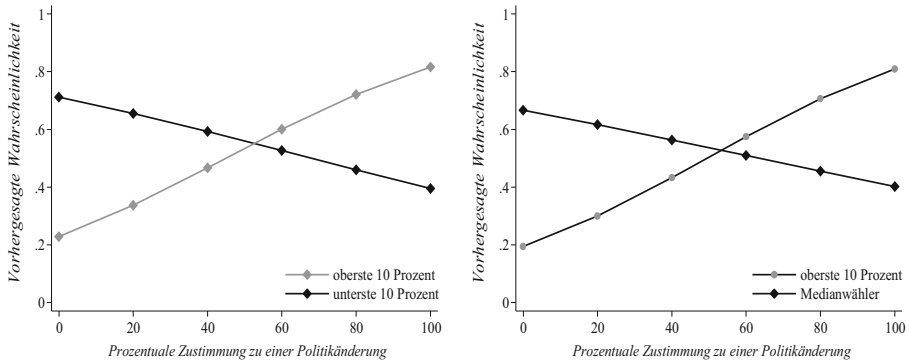 1
.8
.6
.4
.2
0
Vorhergesagte Wahrscheinlichkeit
oberste 10 Prozent
unterste 10 Prozent
0 20 40 60 80 100
Prozentuale Zustimmung zu einer Politikänderung
1
.8
.6
.4
.2
0
Vorhergesagte Wahrscheinlichkeit
oberste 10 Prozent
Medianwähler
0 20 40 60 80 100
Prozentuale Zustimmung zu einer Politikänderung